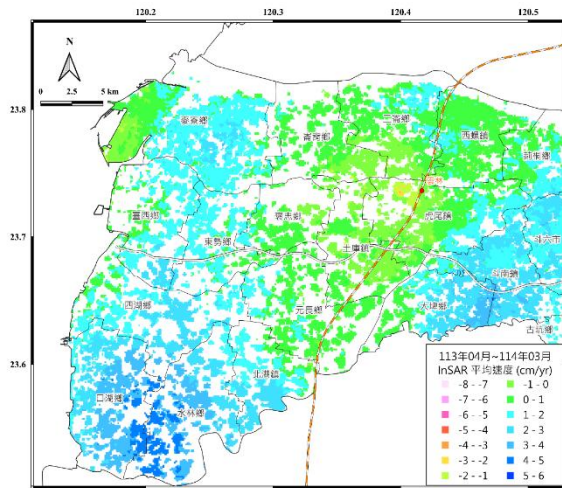 120.2 120.3 120.4 120.5
N
0 2.5 5 km
23.8
麥寮鄉
崙背鄉
二崙鄉
西螺鎮
莿桐鄉
雲林
臺西鄉
東勢鄉
褒忠鄉
土庫鎮
虎尾鎮
斗六市
斗南鎮
23.7
四湖鄉
元長鄉
大埤鄉
古坑鄉
23.6
北港鎮
口湖鄉
水林鄉
113年04月~114年03月
InSAR 平均速度 (cm/yr)
-8 - -7 -1 - 0
-7 - -6 0 - 1
-6 - -5 1 - 2
-5 - -4 2 - 3
-4 - -3 3 - 4
-3 - -2 4 - 5
-2 - -1 5 - 6